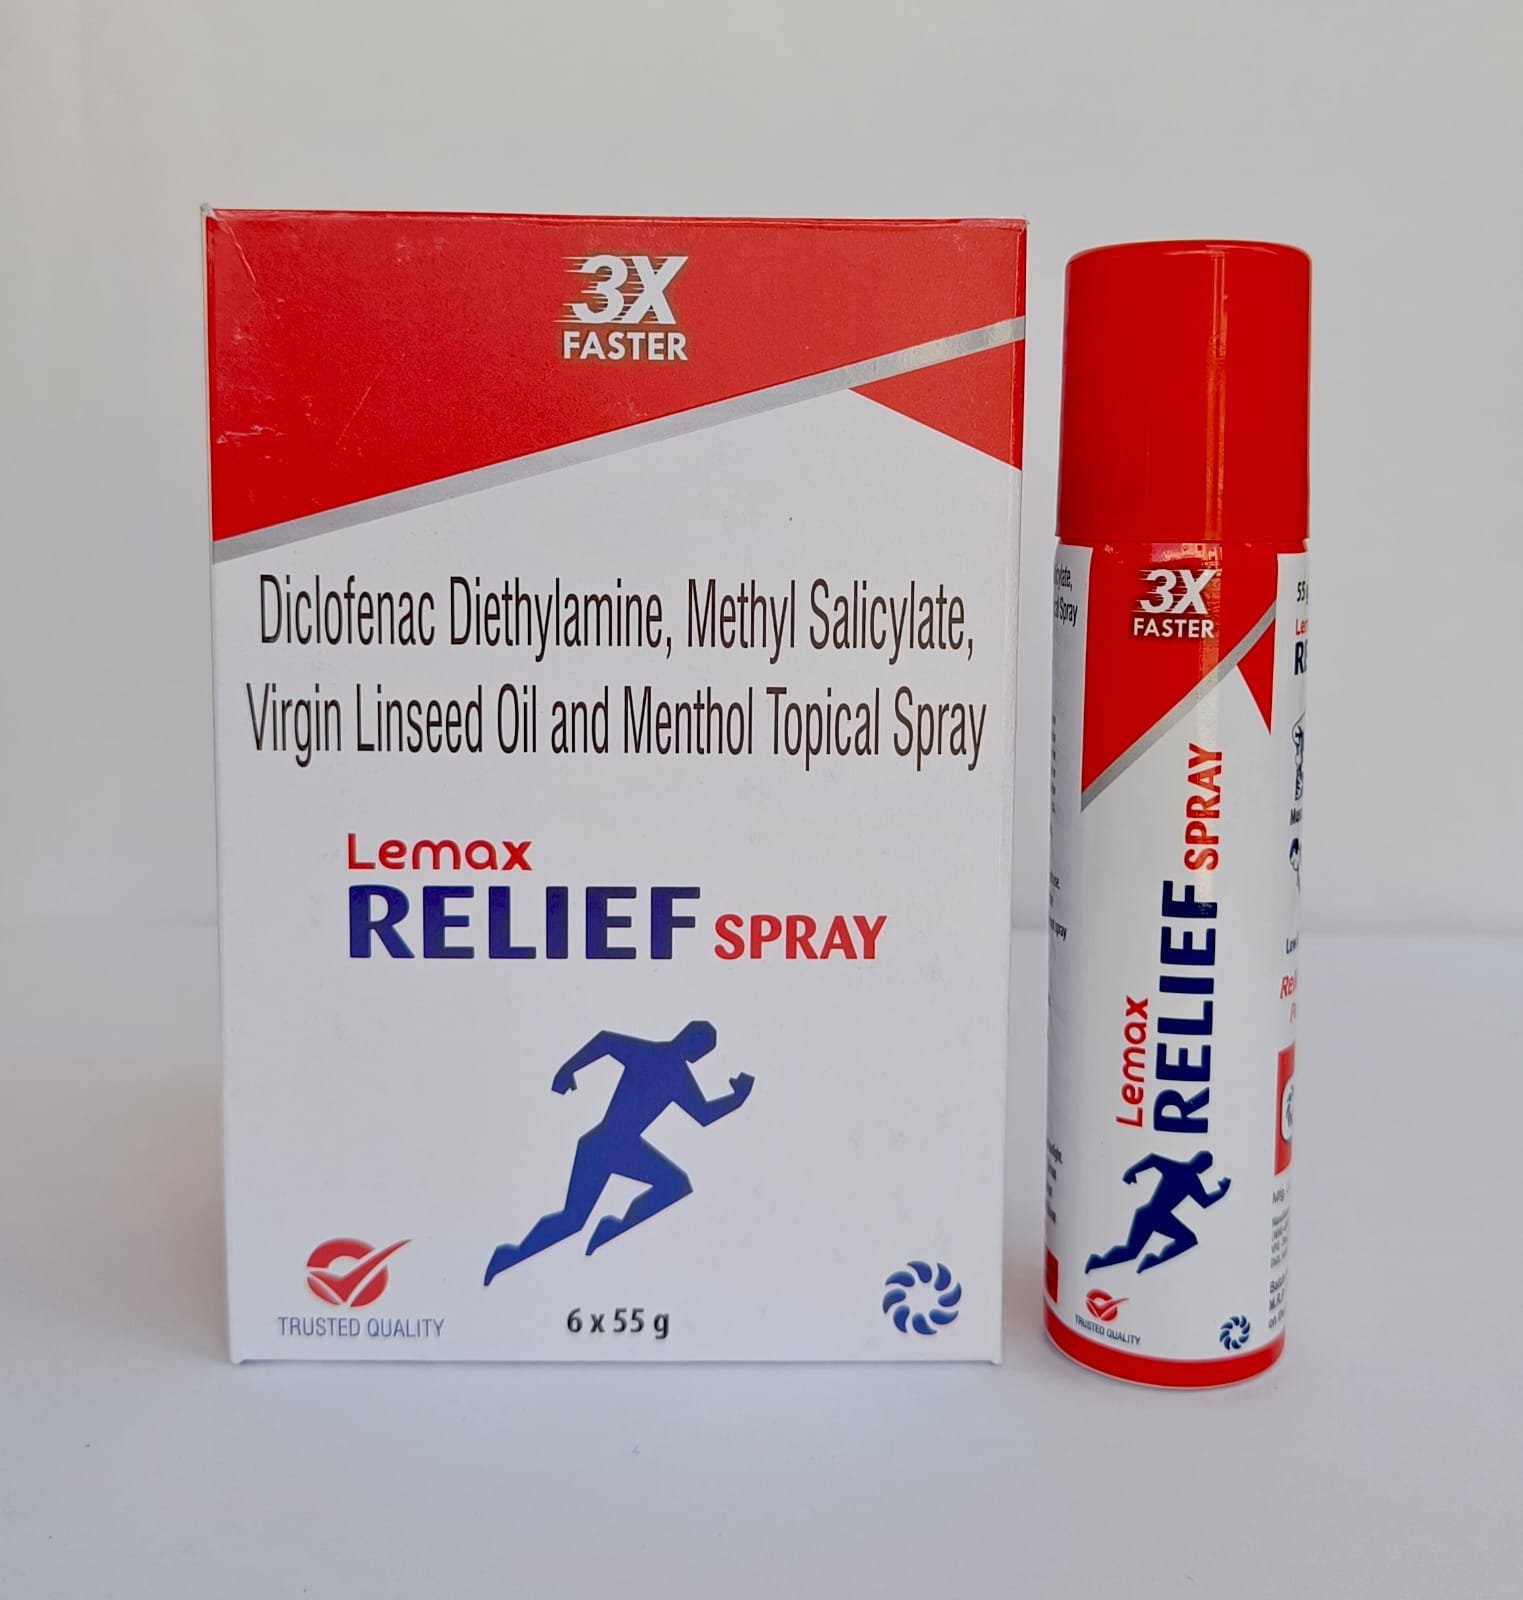 3X
FASTER
Diclofenac Diethylamine, Methyl Salicylate,
Virgin Linseed Oil and Menthol Topical Spray
Lemax
RELIEF SPRAY
TRUSTED QUALITY
6 x 55 g
3X
FASTER
Lemax
RELIEF SPRAY
TRUSTED QUALITY
55